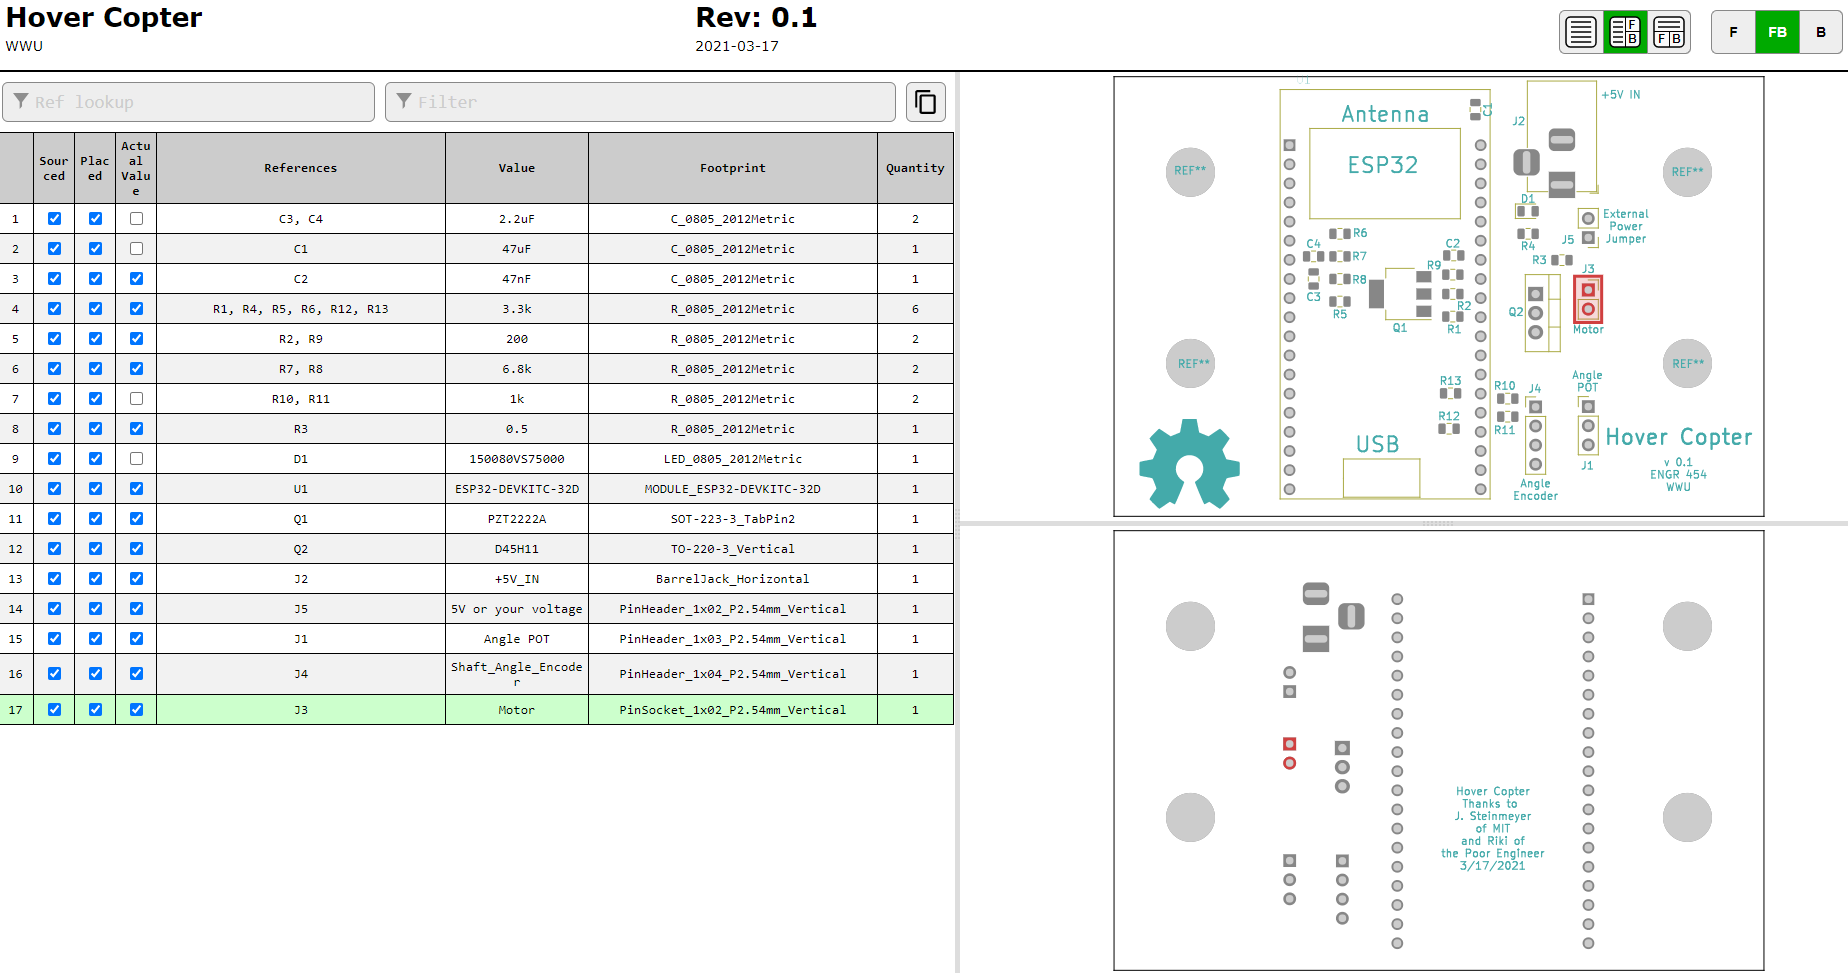 Hover Copter
WWU
Rev: 0.1
2021-03-17
F
B
F B
F
FB
B
Ref lookup
Filter
Sour
ced
Plac
ed
Actu
al
Valu
e
References
Value
Footprint
Quantity
1 C3, C4 2.2uF C_0805_2012Metric 2
2 C1 47uF C_0805_2012Metric 1
3 C2 47nF C_0805_2012Metric 1
4 R1, R4, R5, R6, R12, R13 3.3k R_0805_2012Metric 6
5 R2, R9 200 R_0805_2012Metric 2
6 R7, R8 6.8k R_0805_2012Metric 2
7 R10, R11 1k R_0805_2012Metric 2
8 R3 0.5 R_0805_2012Metric 1
9 D1 150080VS75000 LED_0805_2012Metric 1
10 U1 ESP32-DEVKITC-32D MODULE_ESP32-DEVKITC-32D 1
11 Q1 PZT2222A SOT-223-3_TabPin2 1
12 Q2 D45H11 TO-220-3_Vertical 1
13 J2 +5V_IN BarrelJack_Horizontal 1
14 J5 5V or your voltage PinHeader_1x02_P2.54mm_Vertical 1
15 J1 Angle POT PinHeader_1x03_P2.54mm_Vertical 1
16 J4 Shaft_Angle_Encode
r PinHeader_1x04_P2.54mm_Vertical 1
17 J3 Motor PinSocket_1x02_P2.54mm_Vertical 1
Antenna
C1
ESP32
J2
+5V IN
REF**
REF**
D1
External
Power
Jumper
J5
R4
R3
J3
Motor
Q2
C4
R6
R7
C3
R8
R5
C2
R9
R2
R1
Q1
REF**
REF**
R13
R12
R10
R11
J4
Angle
Encoder
Angle
POT
J1
USB
Hover Copter
v 0.1
ENGR 454
WWU
Hover Copter
Thanks to
J. Steinmeyer
of MIT
and Riki of
the Poor Engineer
3/17/2021